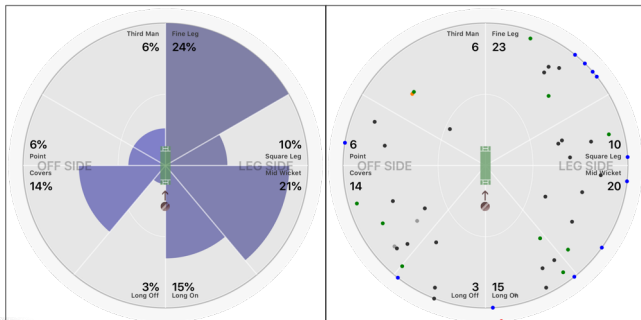 Third Man
6%
Fine Leg
24%
6%
Point
OFF SIDE
Covers
14%
10%
Square Leg
LEG SIDE
Mid Wicket
21%
3%
Long Off
15%
Long On
Third Man
6
Fine Leg
23
6
Point
OFF SIDE
Covers
14
10
Square Leg
LEG SIDE
Mid Wicket
20
3
Long Off
15
Long On